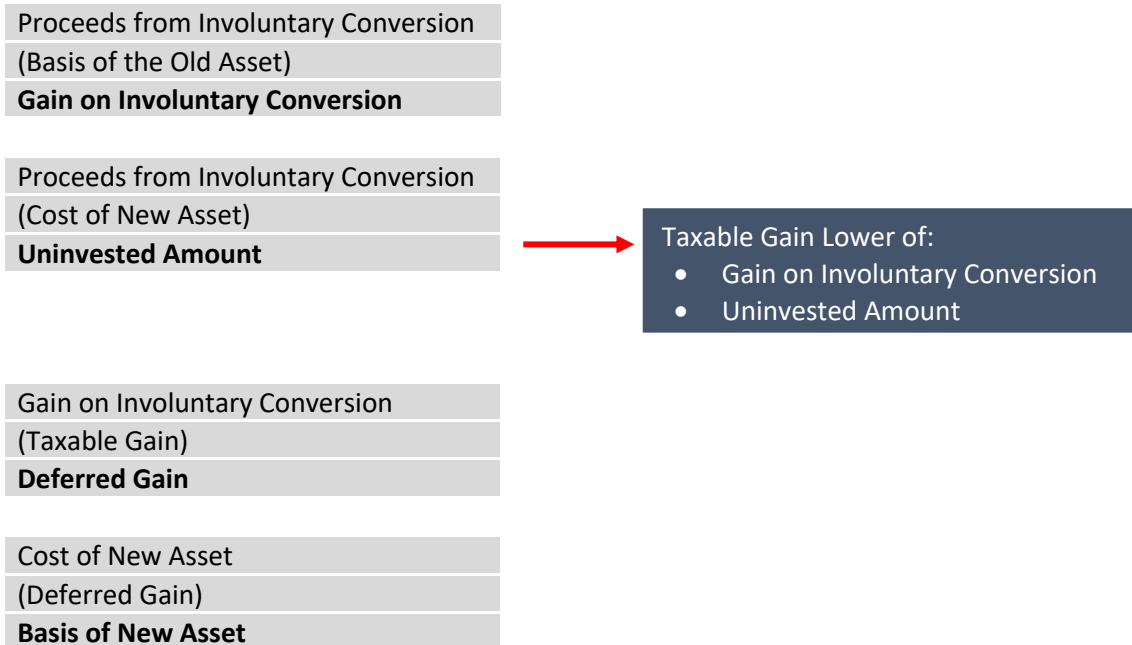 Proceeds from Involuntary Conversion
(Basis of the Old Asset)
Gain on Involuntary Conversion
Proceeds from Involuntary Conversion
(Cost of New Asset)
Uninvested Amount
Taxable Gain Lower of:
• Gain on Involuntary Conversion
• Uninvested Amount
Gain on Involuntary Conversion
(Taxable Gain)
Deferred Gain
Cost of New Asset
(Deferred Gain)
Basis of New Asset